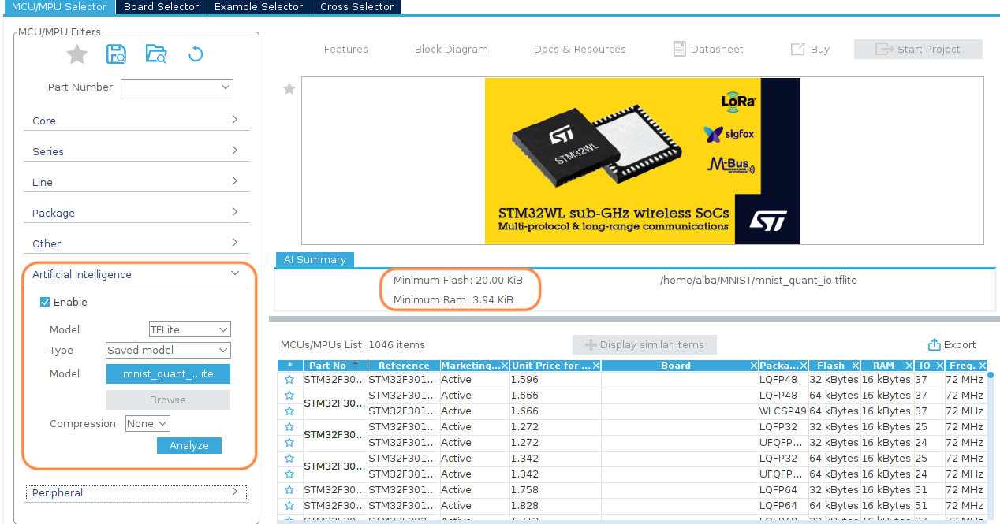 MCU/MPU Selector Board Selector Example Selector Cross Selector
MCU/MPU Filters
Part Number
Core
Series
Line
Package
Other
Artificial Intelligence
Enable
Model TFLite
Type Saved model
Model mnist_quant_...ite
Browse
Compression None
Analyze
Peripheral
Features Block Diagram Docs & Resources Datasheet Buy Start Project
LoRa
sigfox
M-Bus
ST
STM32WL
STM32WL sub-GHz wireless SoCs
Multi-protocol & long-range communications
ST
AI Summary
Minimum Flash: 20.00 KiB /home/alba/MNIST/mnist_quant_io.tflite
Minimum Ram: 3.94 KiB
MCUs/MPUs List: 1046 items Display similar items Export
* Part No Reference Marketing... Unit Price for ... Board Packa... Flash RAM IO Freq.
STM32F30... STM32F301... Active 1.596 LQFP48 32 kBytes 16 kBytes 37 72 MHz
STM32F30... STM32F301... Active 1.666 LQFP48 64 kBytes 16 kBytes 37 72 MHz
STM32F301... Active 1.666 WLCSP49 64 kBytes 16 kBytes 37 72 MHz
STM32F30... STM32F301... Active 1.272 LQFP32 32 kBytes 16 kBytes 25 72 MHz
STM32F301... Active 1.272 UFQFP... 32 kBytes 16 kBytes 24 72 MHz
STM32F30... STM32F301... Active 1.342 LQFP32 64 kBytes 16 kBytes 25 72 MHz
STM32F301... Active 1.342 UFQFP... 64 kBytes 16 kBytes 24 72 MHz
STM32F30... STM32F301... Active 1.758 LQFP64 32 kBytes 16 kBytes 51 72 MHz
STM32F30... STM32F301... Active 1.828 LQFP64 64 kBytes 16 kBytes 51 72 MHz